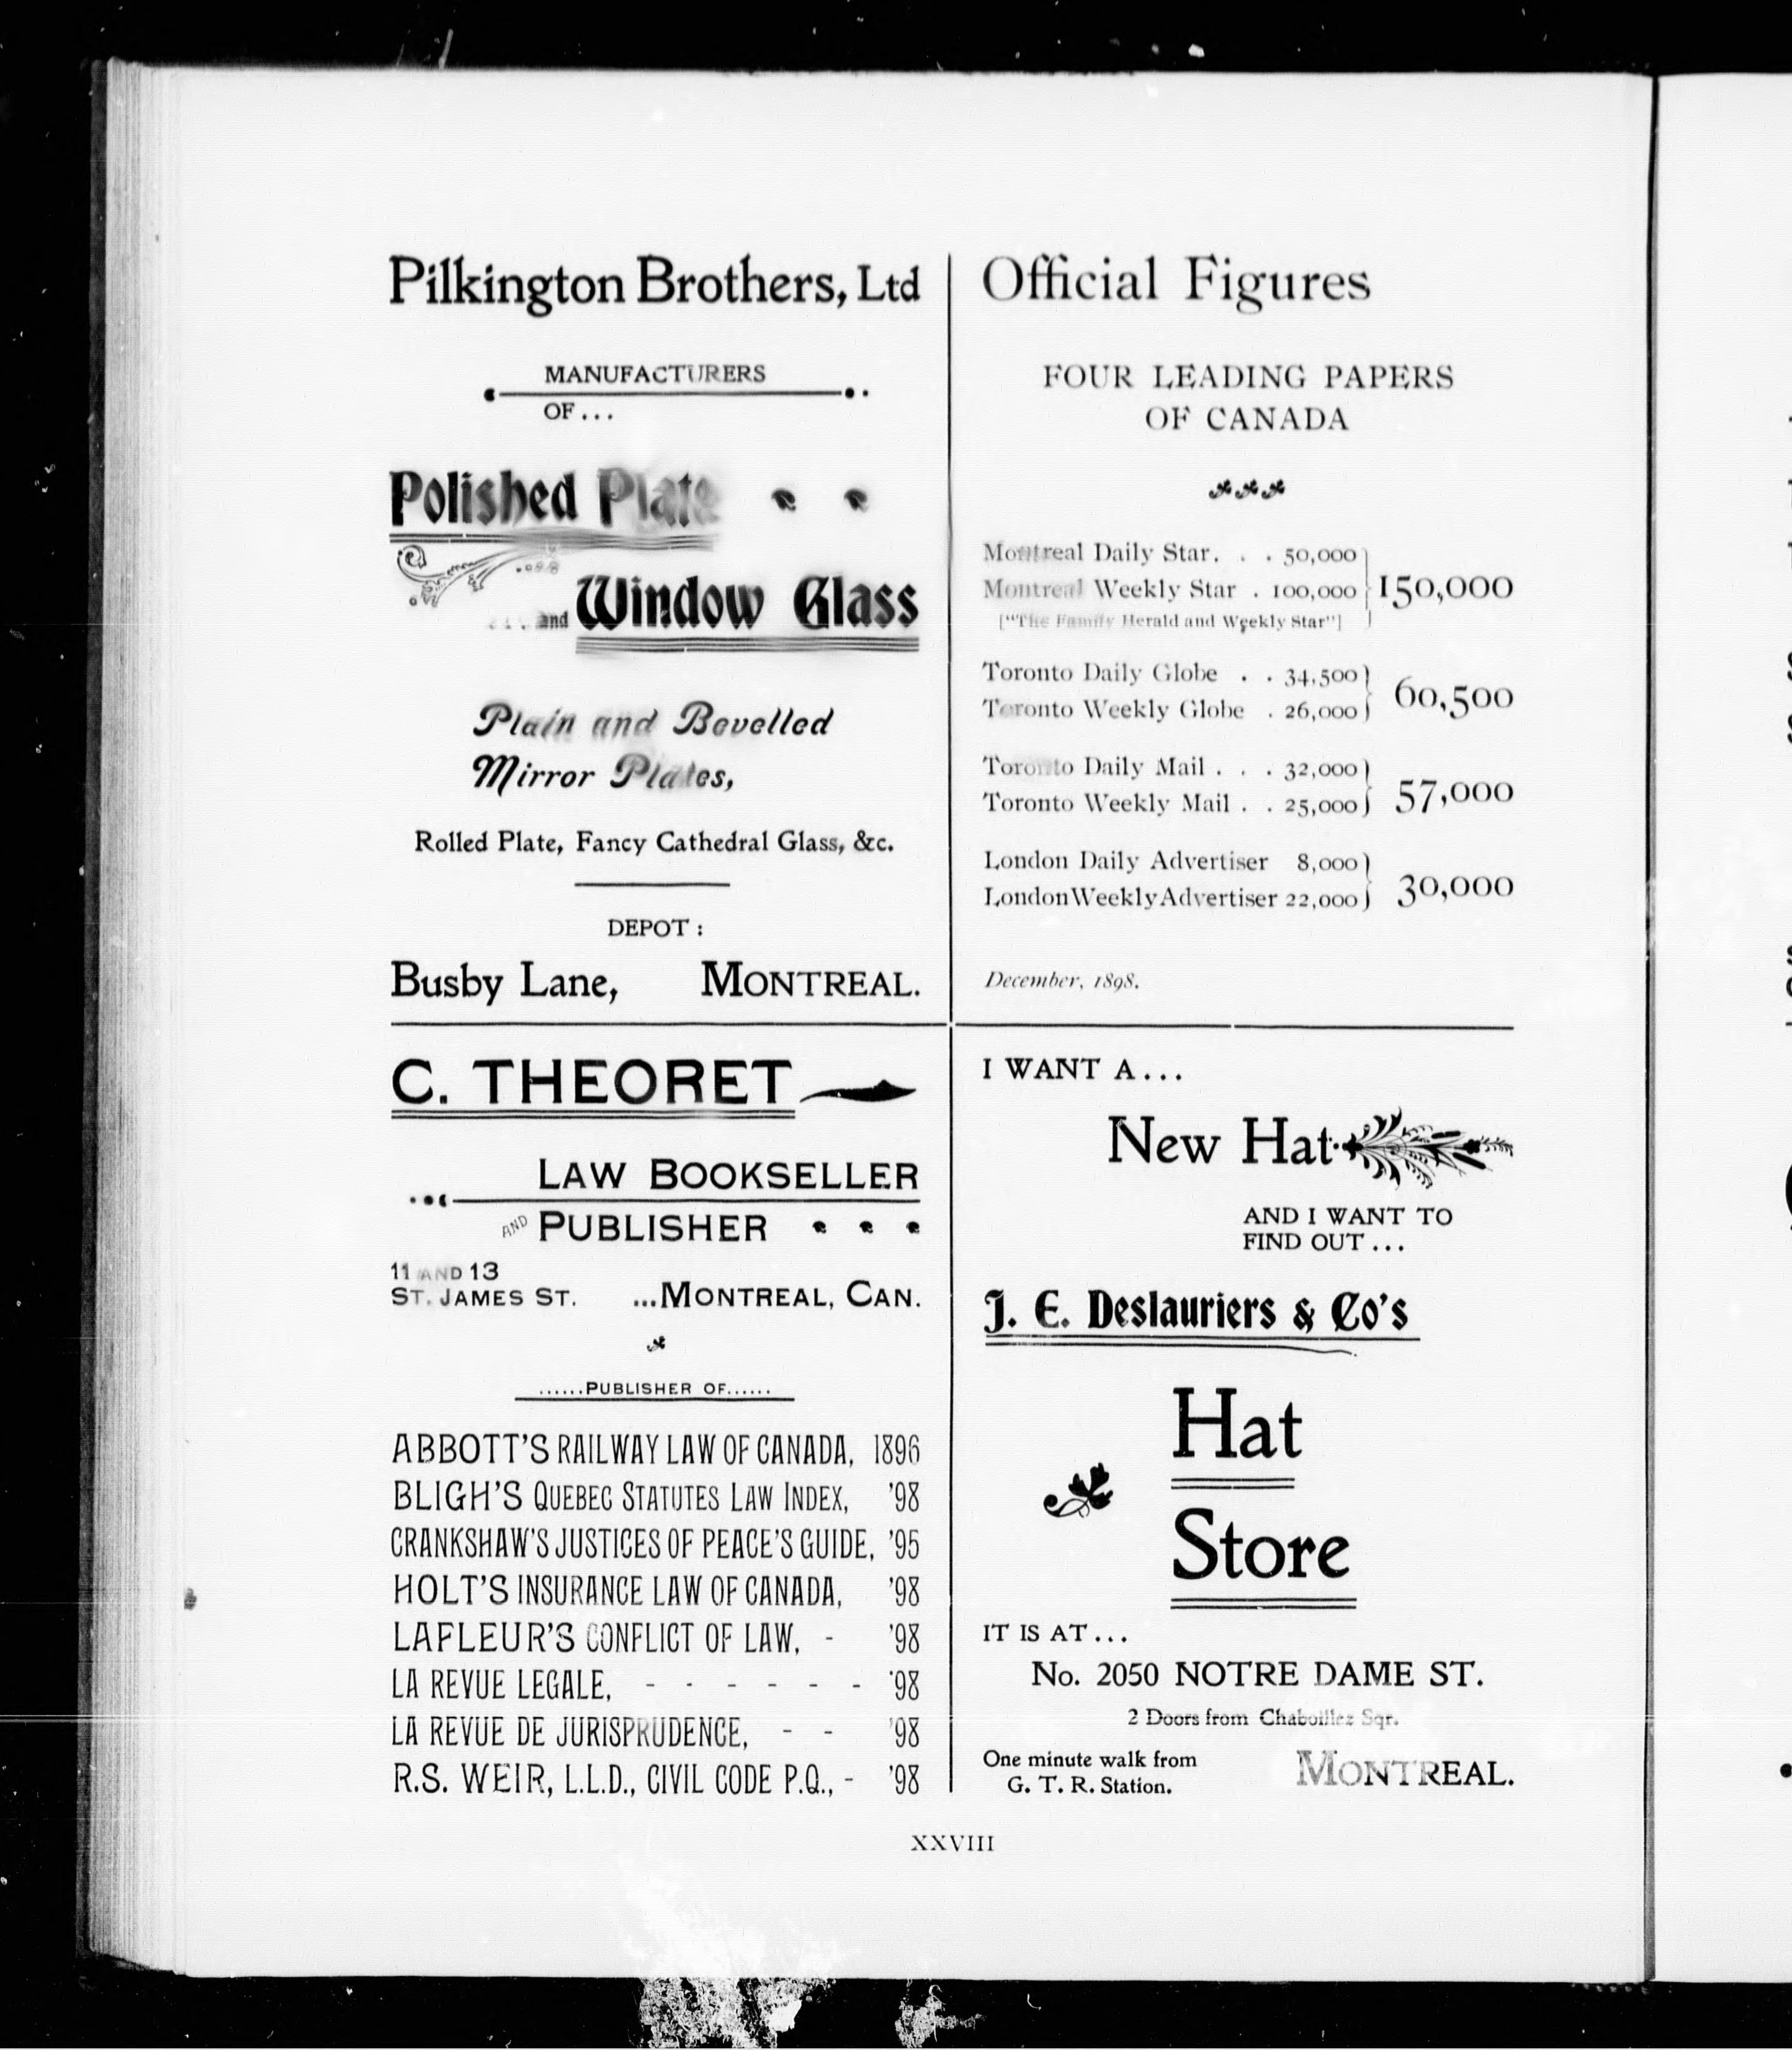 Pilkington Brothers, Ltd
MANUFACTURERS
OF...
Polished Plate
and Window Glass
Plain and Bevelled
Mirror Plates,
Rolled Plate, Fancy Cathedral Glass, &c.
DEPOT:
Busby Lane, MONTREAL.
Official Figures
FOUR LEADING PAPERS
OF CANADA
Montreal Daily Star. . . 50,000
Montreal Weekly Star . 100,000
150,000
["The Family Herald and Weekly Star"]
Toronto Daily Globe . . 34,500
Toronto Weekly Globe . 26,000
60,500
Toronto Daily Mail . . . 32,000
Toronto Weekly Mail . . 25,000
57,000
London Daily Advertiser 8,000
London Weekly Advertiser 22,000
30,000
December, 1898.
C. THEORET
LAW BOOKSELLER
AND PUBLISHER
11 AND 13
ST. JAMES ST. ...MONTREAL, CAN.
......PUBLISHER OF......
ABBOTT'S RAILWAY LAW OF CANADA, 1896
BLIGH'S QUEBEC STATUTES LAW INDEX, '98
CRANKSHAW'S JUSTICES OF PEACE'S GUIDE, '95
HOLT'S INSURANCE LAW OF CANADA, '98
LAFLEUR'S CONFLICT OF LAW, - '98
LA REVUE LEGALE, - - - - - - '98
LA REVUE DE JURISPRUDENCE, - - '98
R.S. WEIR, L.L.D., CIVIL CODE P.Q., - '98
I WANT A...
New Hat
AND I WANT TO
FIND OUT...
J. E. Deslauriers & Co's
Hat
Store
IT IS AT...
No. 2050 NOTRE DAME ST.
2 Doors from Chaboillez Sqr.
One minute walk from
G. T. R. Station.
MONTREAL.
XXVIII